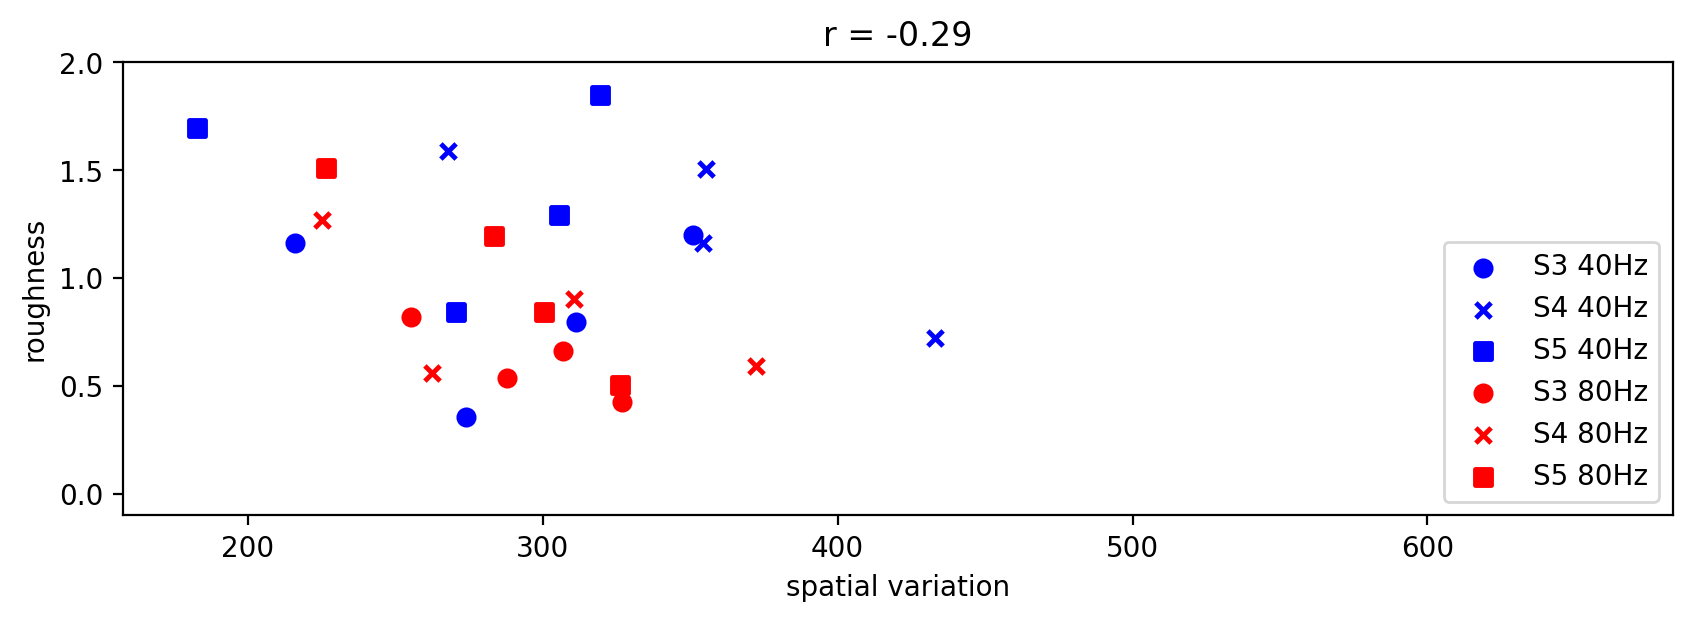 r = -0.29
2.0
1.5
1.0
0.5
0.0
roughness
200 300 400 500 600
spatial variation
S3 40Hz
S4 40Hz
S5 40Hz
S3 80Hz
S4 80Hz
S5 80Hz